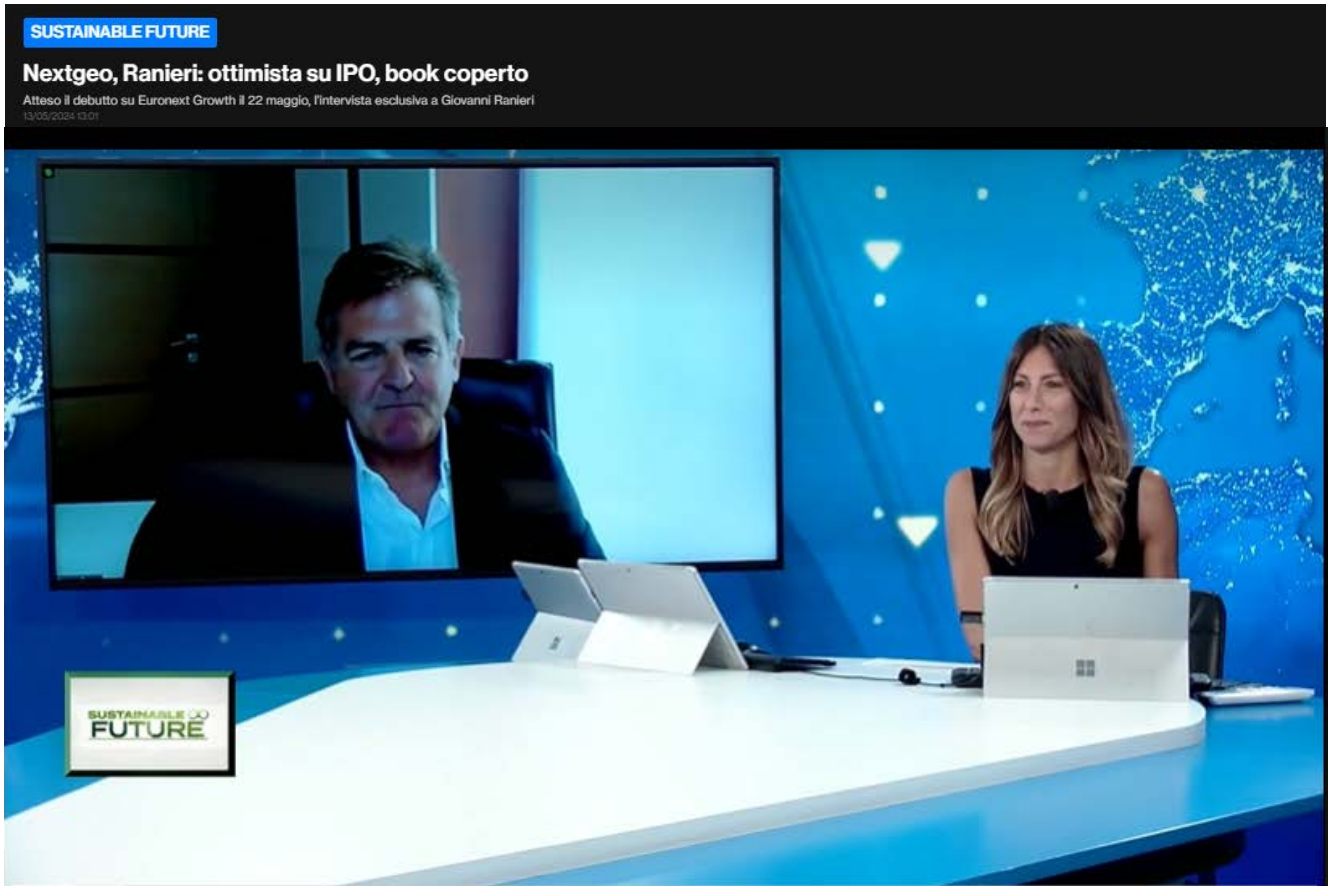 SUSTAINABLE FUTURE
Nextgeo, Ranieri: ottimista su IPO, book coperto
Atteso il debutto su Euronext Growth il 22 maggio, l'intervista esclusiva a Giovanni Ranieri
13/05/2024 13:01
SUSTAINABLE
FUTURE